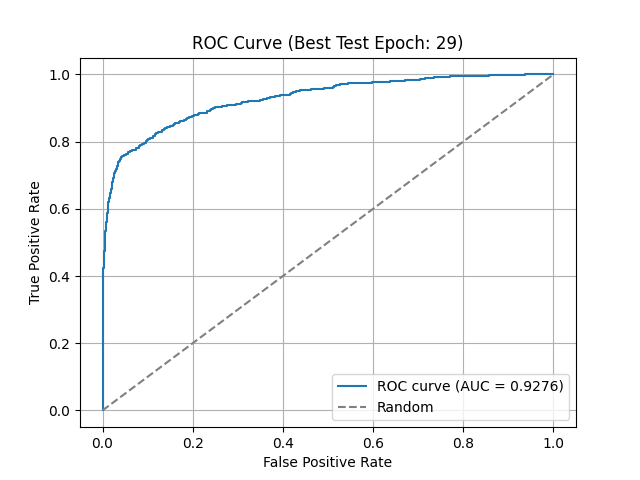 ROC Curve (Best Test Epoch: 29)
True Positive Rate
1.0
0.8
0.6
0.4
0.2
0.0
ROC curve (AUC = 0.9276)
Random
0.0 0.2 0.4 0.6 0.8 1.0
False Positive Rate